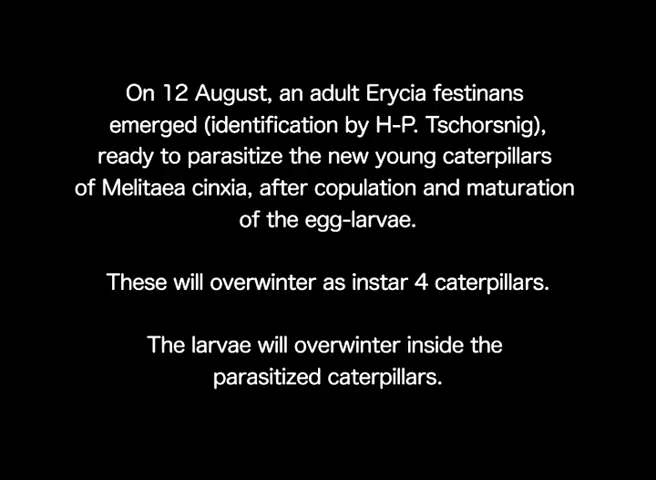 On 12 August, an adult Erycia festinans
emerged (identification by H-P. Tschorsnig),
ready to parasitize the new young caterpillars
of Melitaea cinxia, after copulation and maturation
of the egg-larvae.
These will overwinter as instar 4 caterpillars.
The larvae will overwinter inside the
parasitized caterpillars.